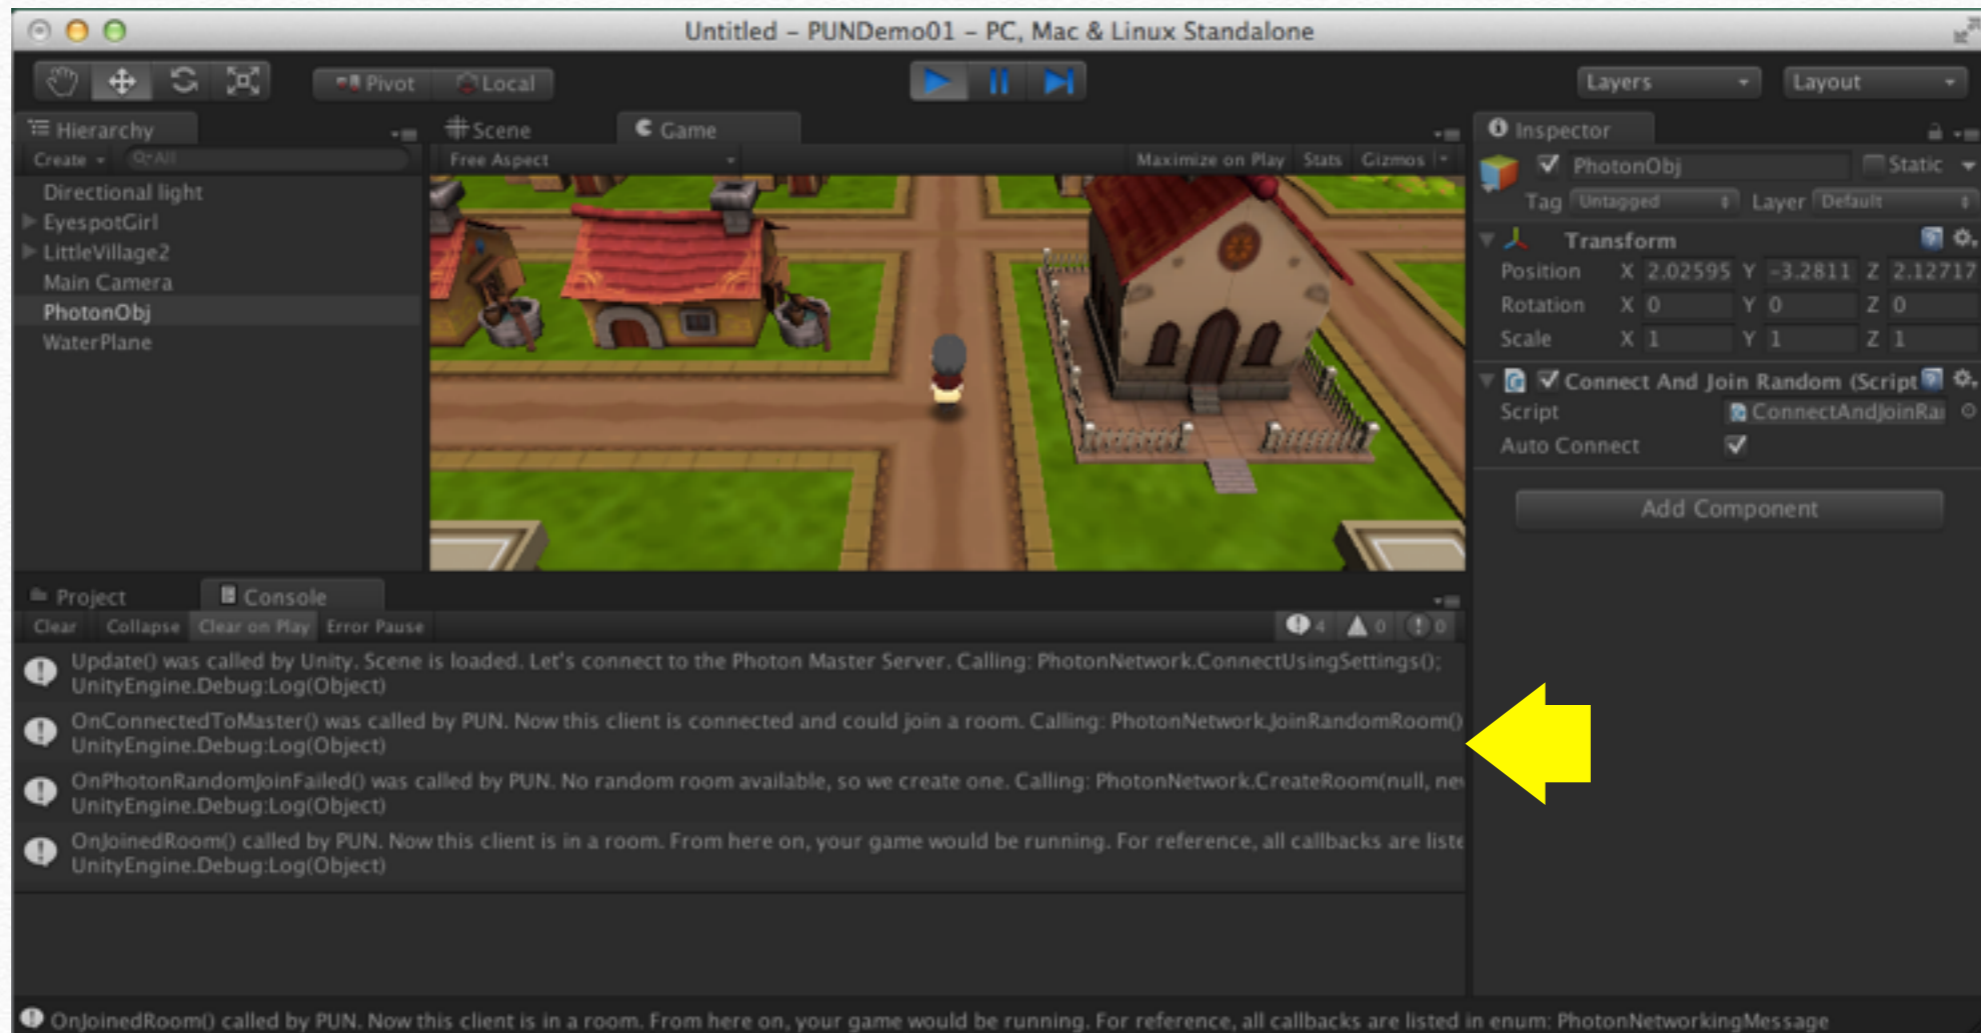 Untitled – PUNDemo01 – PC, Mac & Linux Standalone
Pivot Local Layers Layout
Hierarchy
Create All
Directional light
EyespotGirl
LittleVillage2
Main Camera
PhotonObj
WaterPlane
Scene Game
Free Aspect Maximize on Play Stats Gizmos
Inspector
PhotonObj Static
Tag Untagged Layer Default
Transform
Position X 2.02595 Y -3.2811 Z 2.12717
Rotation X 0 Y 0 Z 0
Scale X 1 Y 1 Z 1
Connect And Join Random (Script
Script ConnectAndJoinRai
Auto Connect
Add Component
Project Console
Clear Collapse Clear on Play Error Pause 4 0 0
Update() was called by Unity. Scene is loaded. Let's connect to the Photon Master Server. Calling: PhotonNetwork.ConnectUsingSettings();
UnityEngine.Debug:Log(Object)
OnConnectedToMaster() was called by PUN. Now this client is connected and could join a room. Calling: PhotonNetwork.JoinRandomRoom()
UnityEngine.Debug:Log(Object)
OnPhotonRandomJoinFailed() was called by PUN. No random room available, so we create one. Calling: PhotonNetwork.CreateRoom(null, nev
UnityEngine.Debug:Log(Object)
OnJoinedRoom() called by PUN. Now this client is in a room. From here on, your game would be running. For reference, all callbacks are liste
UnityEngine.Debug:Log(Object)
OnJoinedRoom() called by PUN. Now this client is in a room. From here on, your game would be running. For reference, all callbacks are listed in enum: PhotonNetworkingMessage